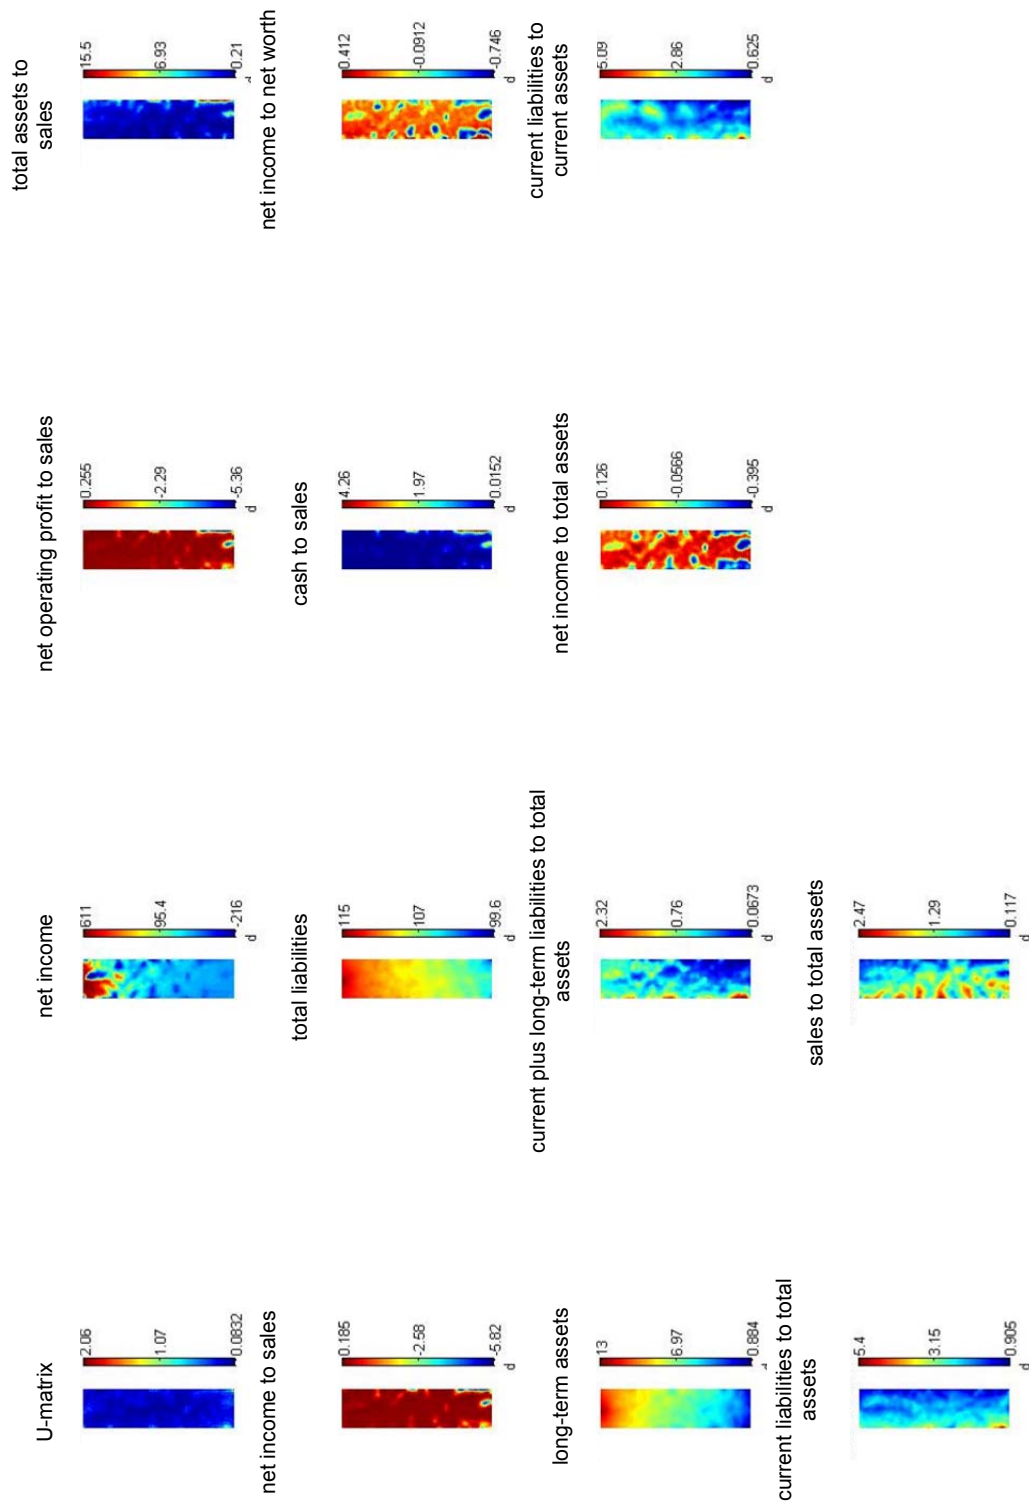 U-matrix
2.06
1.07
0.0832
net income
611
95.4
-216
d
net operating profit to sales
0.255
-2.29
-5.36
d
total assets to
sales
15.5
6.93
0.21
net income to sales
0.185
-2.58
-5.82
d
total liabilities
115
107
99.6
d
cash to sales
4.26
1.97
0.0152
d
net income to net worth
0.412
-0.0912
-0.746
d
long-term assets
13
6.97
0.884
current plus long-term liabilities to total
assets
2.32
0.76
0.0673
d
net income to total assets
0.126
-0.0566
-0.395
d
current liabilities to
current assets
5.09
2.86
0.625
d
current liabilities to total
assets
5.4
3.15
0.905
d
sales to total assets
2.47
1.29
0.117
d